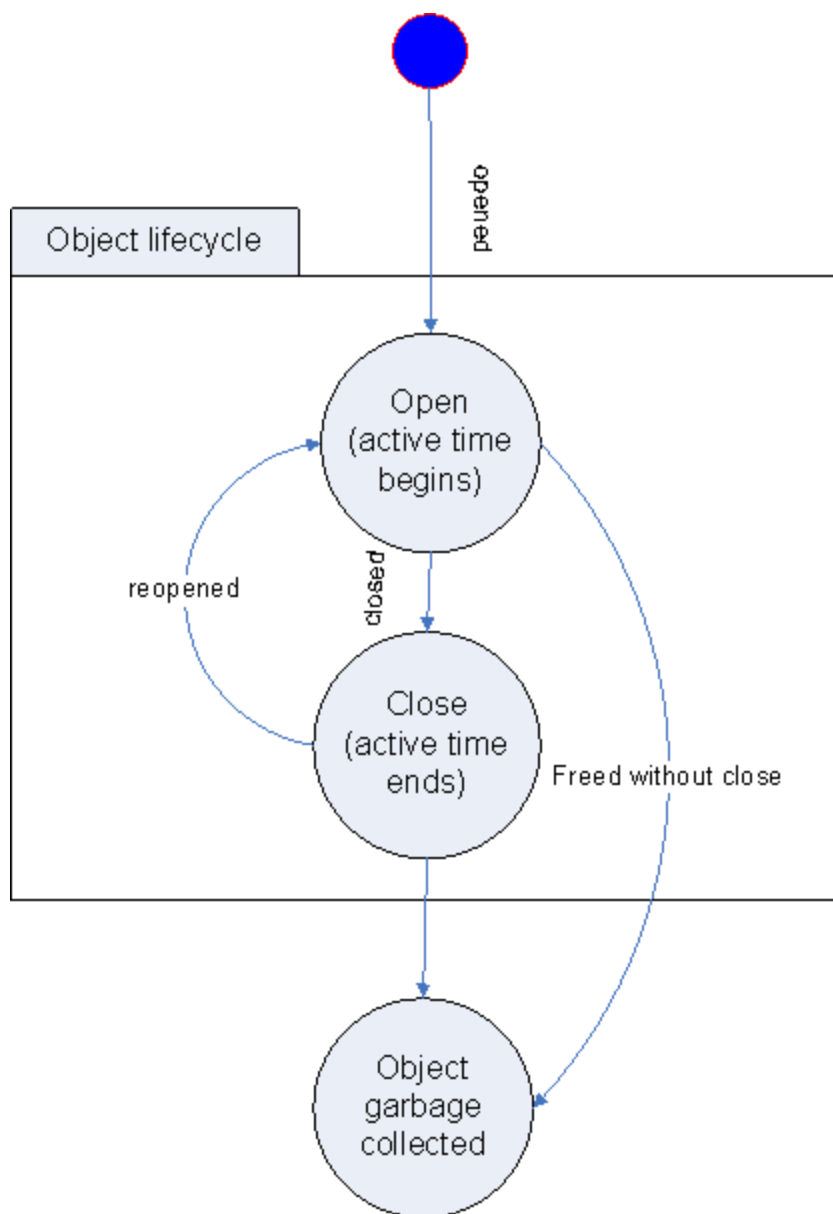 opened
Object lifecycle
Open
(active time
begins)
closed
reopened
Close
(active time
ends)
Freed without close
Object
garbage
collected